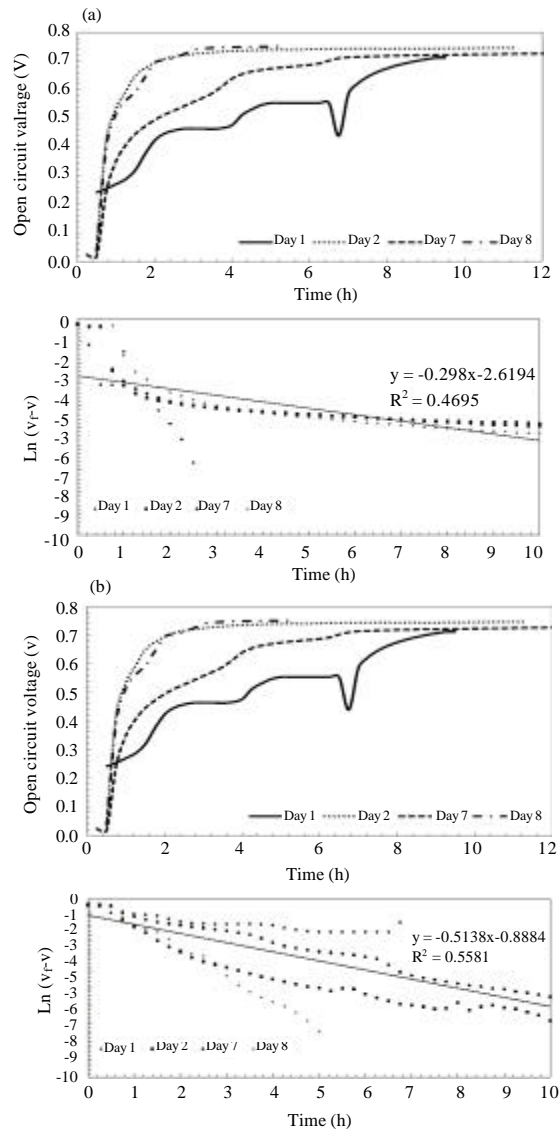 (a)
0.8
0.7
0.6
0.5
0.4
0.3
0.2
0.1
0.0
Open circuit valrage (V)
Day 1 Day 2 Day 7 Day 8
0 2 4 6 8 10 12
Time (h)
0
-1
-2
-3
-4
-5
-3
-6
-7
-8
-9
-10
Ln (vf-v)
y = -0.298x-2.6194
R² = 0.4695
Day 1 Day 2 Day 7 Day 8
0 1 2 3 4 5 6 7 8 9 10
Time (h)
(b)
0.8
0.7
0.6
0.5
0.4
0.3
0.2
0.1
0.0
Open circuit voltage (v)
Day 1 Day 2 Day 7 Day 8
0 2 4 6 8 10 12
Time (h)
0
-1
-2
-3
-4
-5
-3
-6
-7
-8
-10
Ln (vf-v)
y = -0.5138x-0.8884
R² = 0.5581
Day 1 Day 2 Day 7 Day 8
0 1 2 3 4 5 6 7 8 9 10
Time (h)